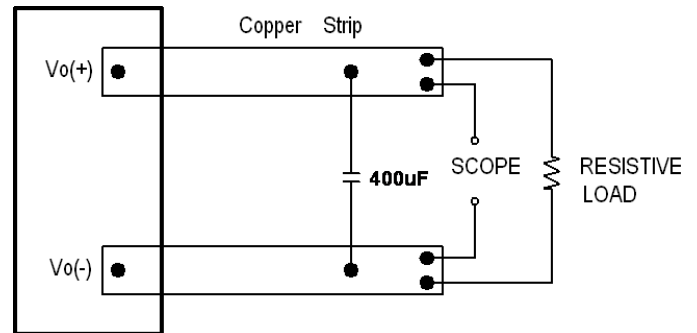 Copper Strip
Vo(+)
400uF
SCOPE
RESISTIVE
LOAD
Vo(-)